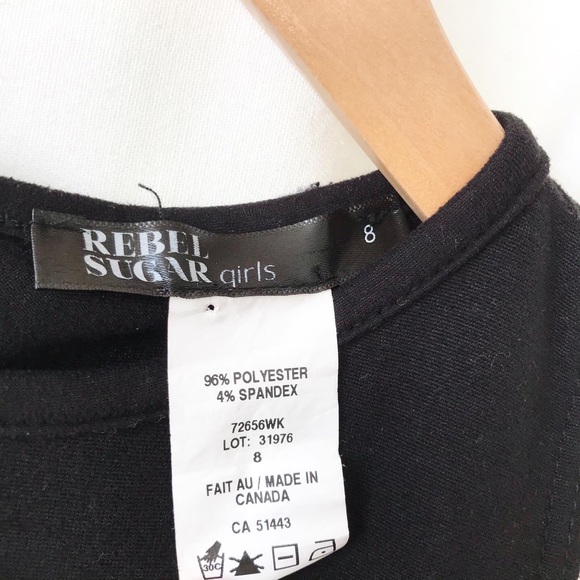 REBEL
SUGAR girls
8
96% POLYESTER
4% SPANDEX
72656WK
LOT: 31976
8
FAIT AU / MADE IN
CANADA
CA 51443
30C